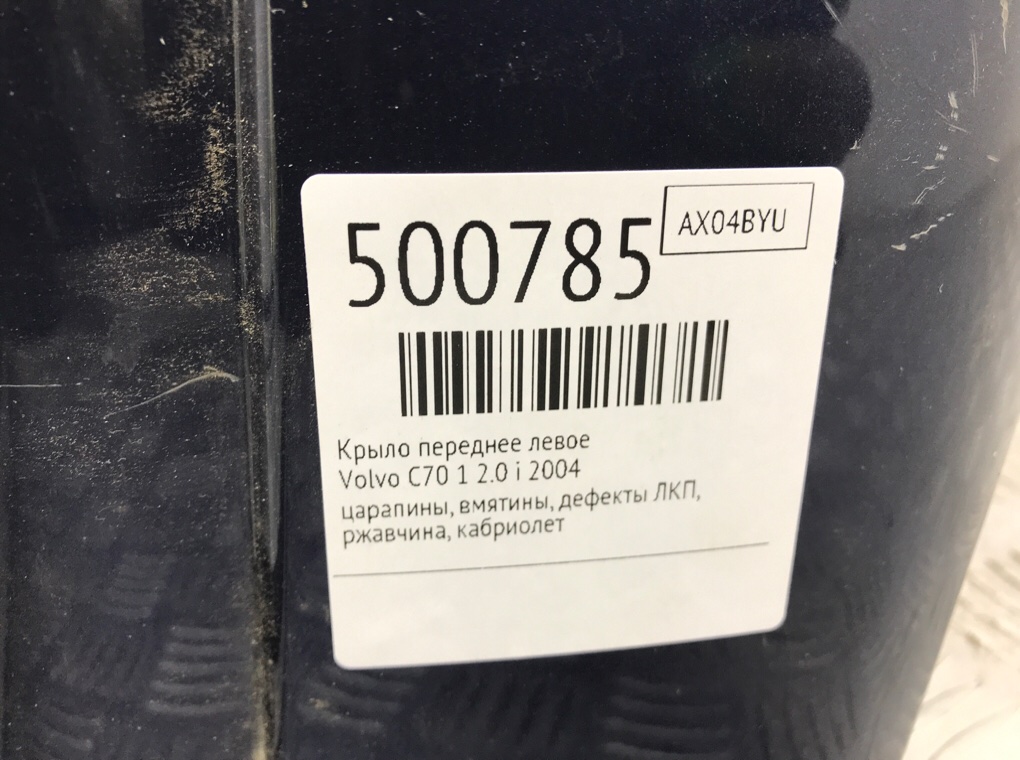 500785
AX04BYU
Крыло переднее левое
Volvo C70 1 2.0 i 2004
царапины, вмятины, дефекты ЛКП,
ржавчина, кабриолет